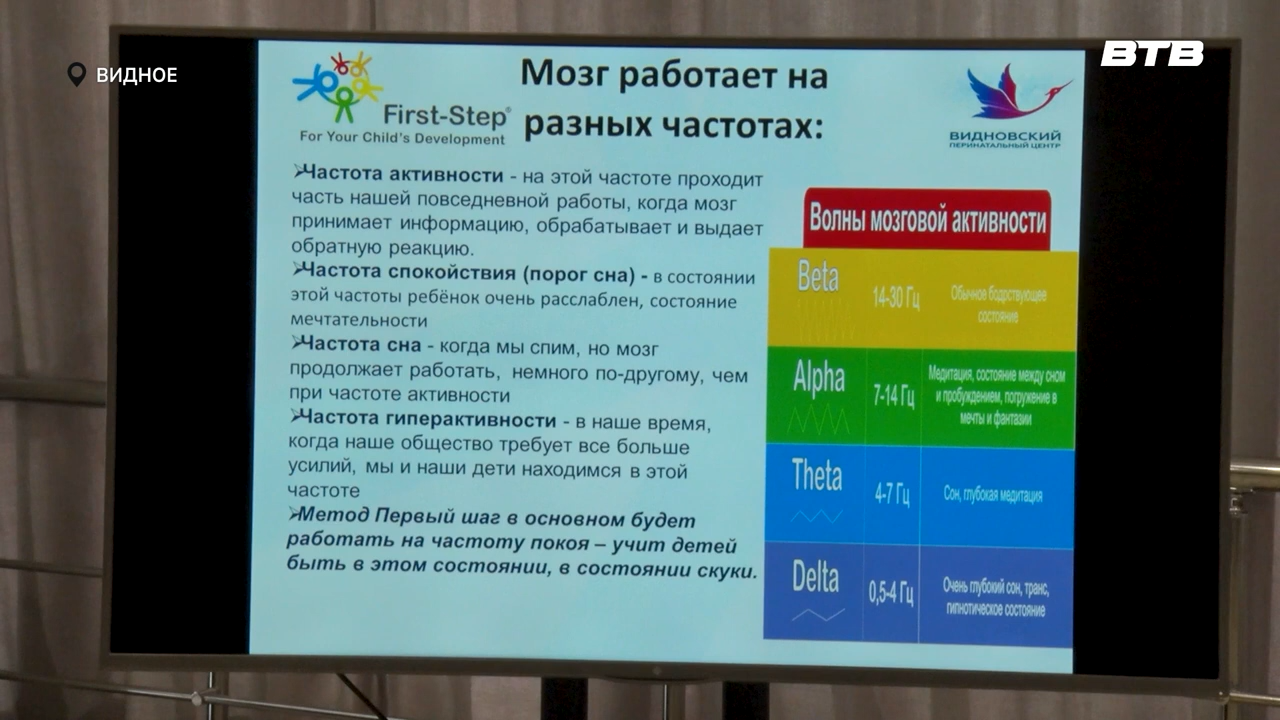 ВИДНОЕ
ВТВ
First-Step®
For Your Child's Development
Мозг работает на
разных частотах:
ВИДНОВСКИЙ
ПЕРИНАТАЛЬНЫЙ ЦЕНТР
Частота активности - на этой частоте проходит
часть нашей повседневной работы, когда мозг
принимает информацию, обрабатывает и выдает
обратную реакцию.
Частота спокойствия (порог сна) - в состоянии
этой частоты ребёнок очень расслаблен, состояние
мечтательности
Частота сна - когда мы спим, но мозг
продолжает работать, немного по-другому, чем
при частоте активности
Частота гиперактивности - в наше время,
когда наше общество требует все больше
усилий, мы и наши дети находимся в этой
частоте
Метод Первый шаг в основном будет
работать на частоту покоя – учит детей
быть в этом состоянии, в состоянии скуки.
Волны мозговой активности
Beta
14-30 Гц
Обычное бодрствующее
состояние
Alpha
7-14 Гц
Медитация, состояние между сном
и пробуждением, погружение в
мечты и фантазии
Theta
4-7 Гц
Сон, глубокая медитация
Delta
0,5-4 Гц
Очень глубокий сон, транс,
гипнотическое состояние